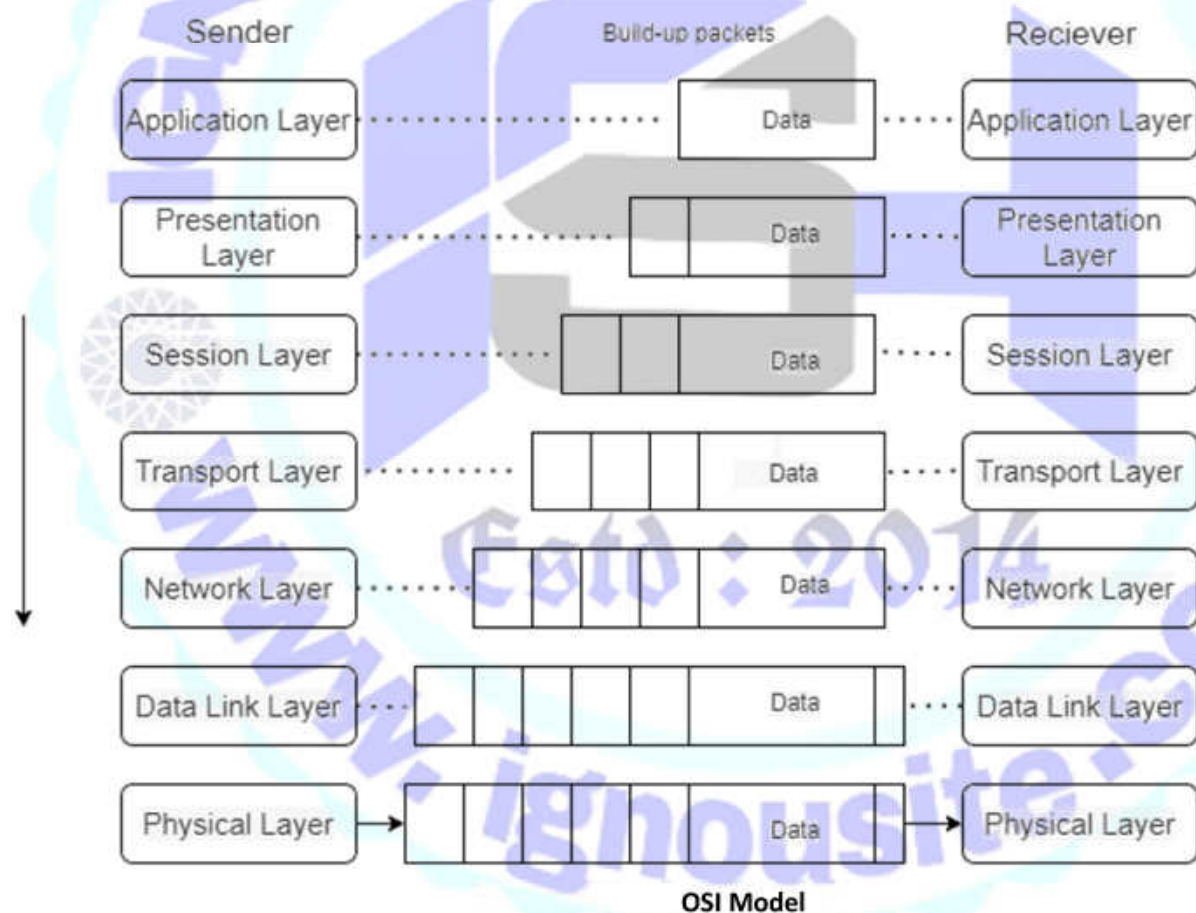 Sender Build-up packets Reciever
Application Layer Data Application Layer
Presentation
Layer Data Presentation
Layer
Session Layer Data Session Layer
Transport Layer Data Transport Layer
Estd : 2014
Network Layer Data Network Layer
Data Link Layer Data Data Link Layer
Physical Layer Data Physical Layer
www.ignousite.co
OSI Model